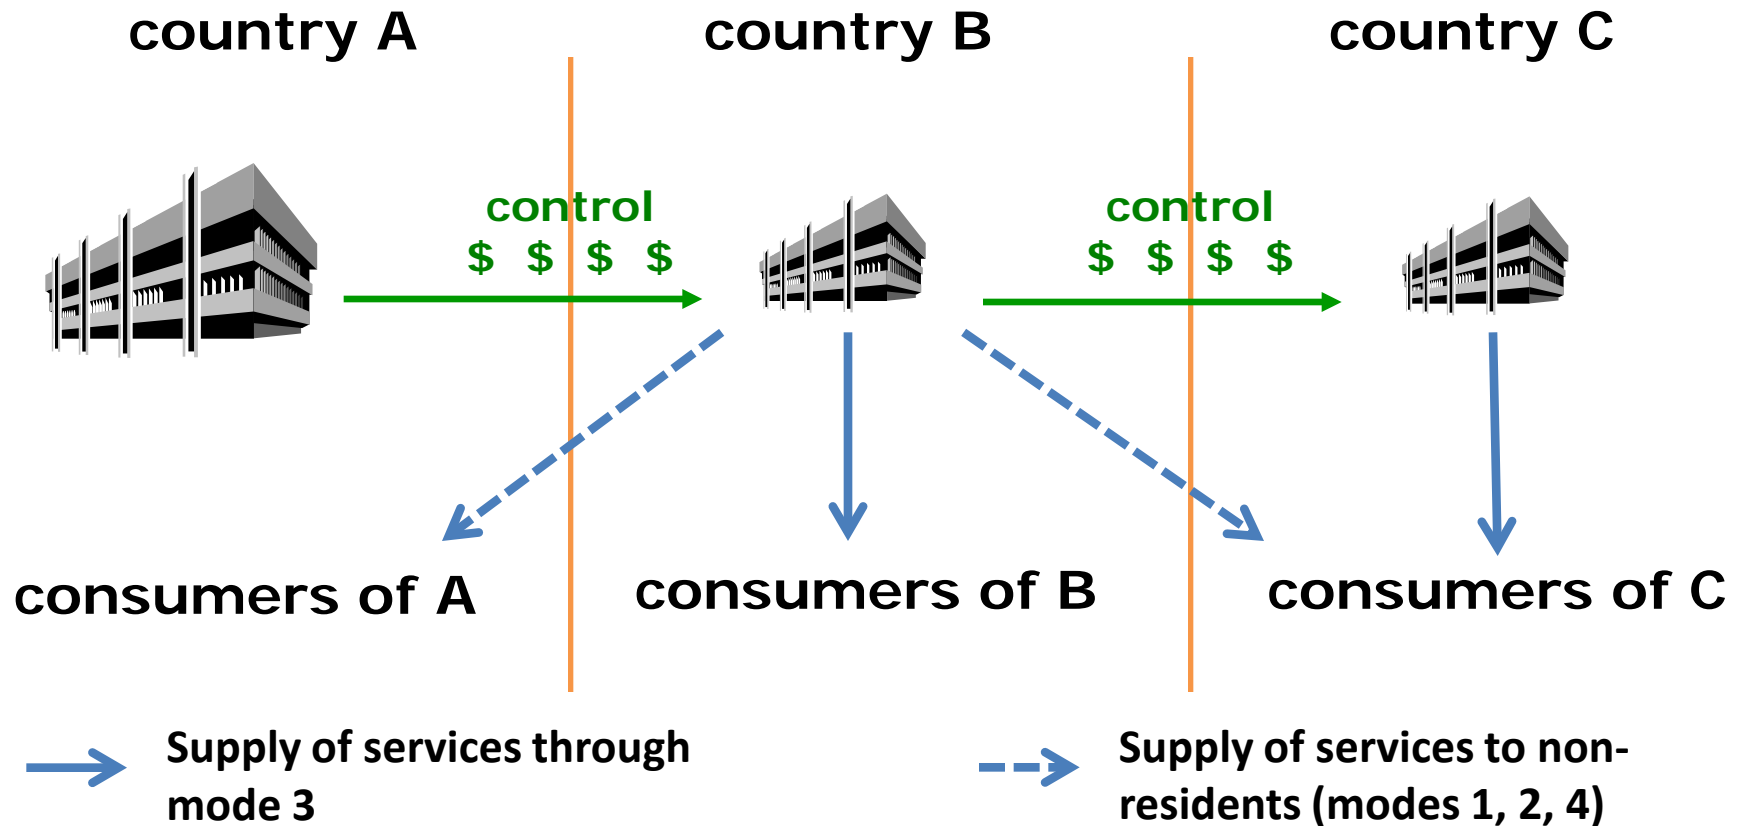 country A
country B
country C
control
$ $ $ $
control
$ $ $ $
consumers of A
consumers of B
consumers of C
Supply of services through
mode 3
Supply of services to non-
residents (modes 1, 2, 4)